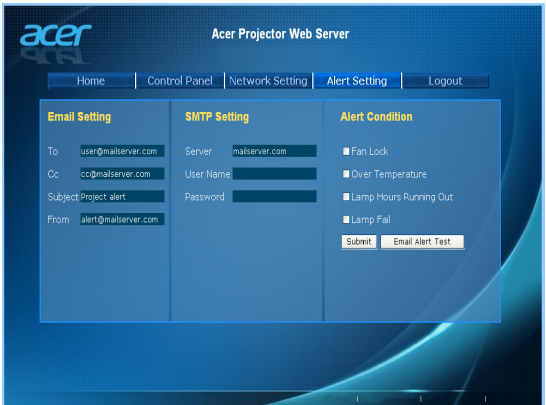 acer
Acer Projector Web Server
Home Control Panel Network Setting Alert Setting Logout
Email Setting
To user@mailserver.com
Cc cc@mailserver.com
Subject Project alert
From alert@mailserver.com
SMTP Setting
Server mailserver.com
User Name
Password
Alert Condition
Fan Lock
Over Temperature
Lamp Hours Running Out
Lamp Fail
Submit Email Alert Test